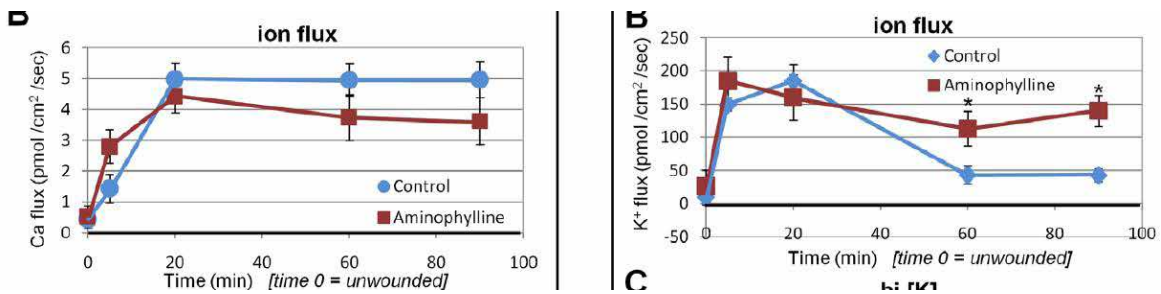 B
ion flux
6
5
4
3
2
1
0
Ca flux (pmol /cm² /sec)
Control
Aminophylline
0 20 40 60 80 100
Time (min) [time 0 = unwounded]
B
ion flux
250
200
150
100
50
0
-50
K⁺ flux (pmol /cm² /sec)
Control
Aminophylline
* *
0 20 40 60 80 100
Time (min) [time 0 = unwounded]
C